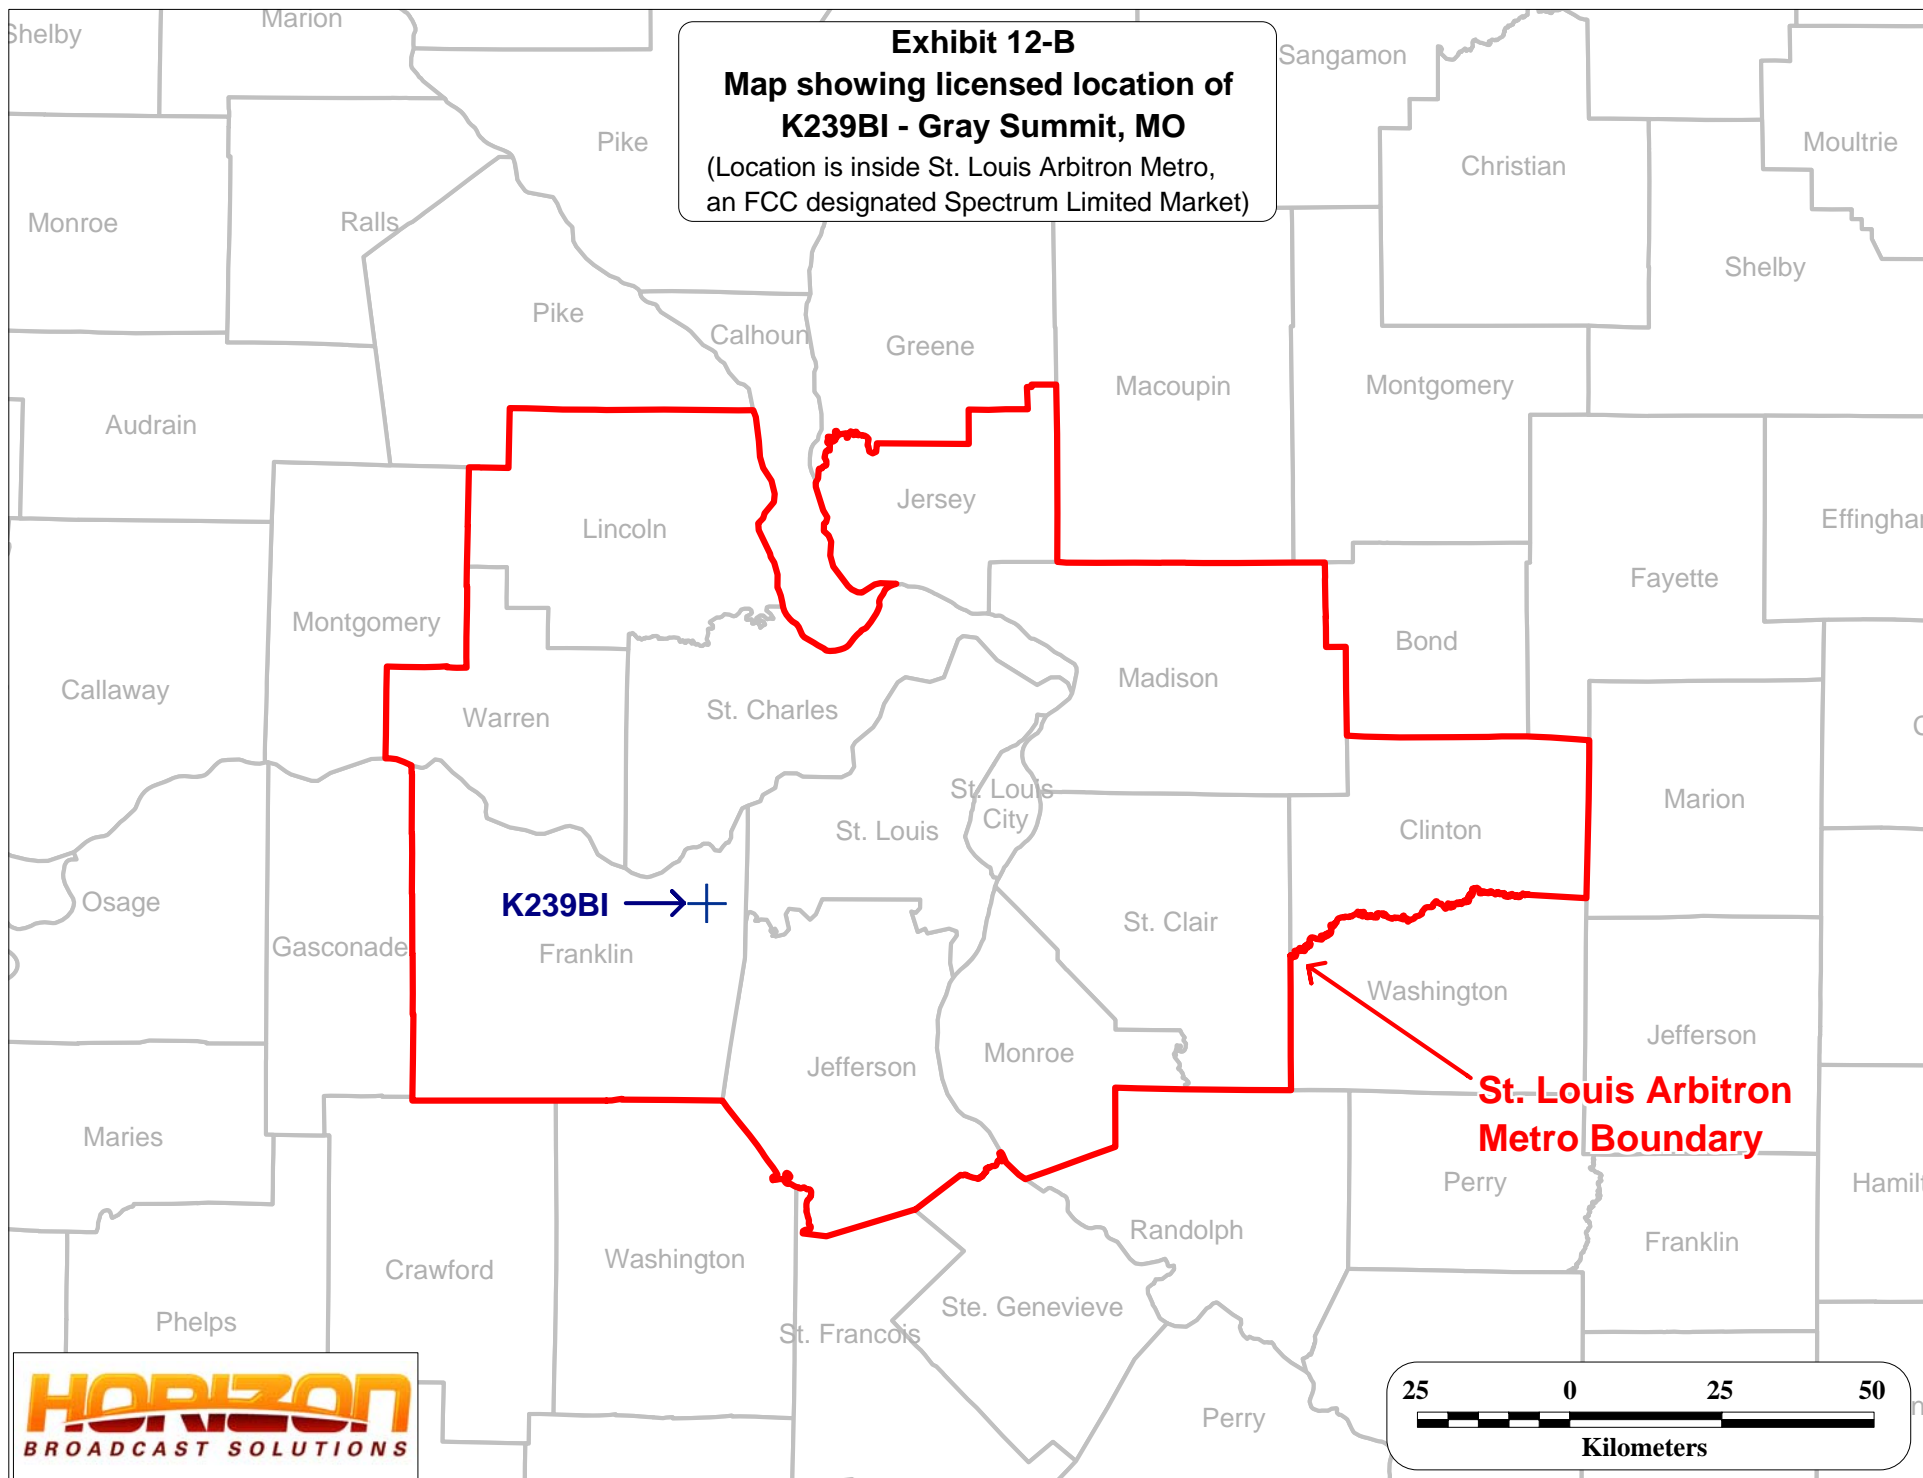 Exhibit 12-B
Map showing licensed location of
K239BI - Gray Summit, MO
(Location is inside St. Louis Arbitron Metro,
an FCC designated Spectrum Limited Market)
Shelby
Marion
Sangamon
Pike
Moultrie
Christian
Monroe
Ralls
Shelby
Pike
Calhoun
Greene
Macoupin
Montgomery
Audrain
Jersey
Lincoln
Effingha
Fayette
Montgomery
Bond
Callaway
Madison
Warren
St. Charles
St. Louis
City
Marion
St. Louis
Clinton
Osage
K239BI
St. Clair
Gasconade
Franklin
Washington
Jefferson
Monroe
Jefferson
St. Louis Arbitron
Metro Boundary
Maries
Perry
Hamil
Randolph
Franklin
Washington
Crawford
Ste. Genevieve
Phelps
St. Francois
Perry
HORIZON
BROADCAST SOLUTIONS
25 0 25 50
Kilometers